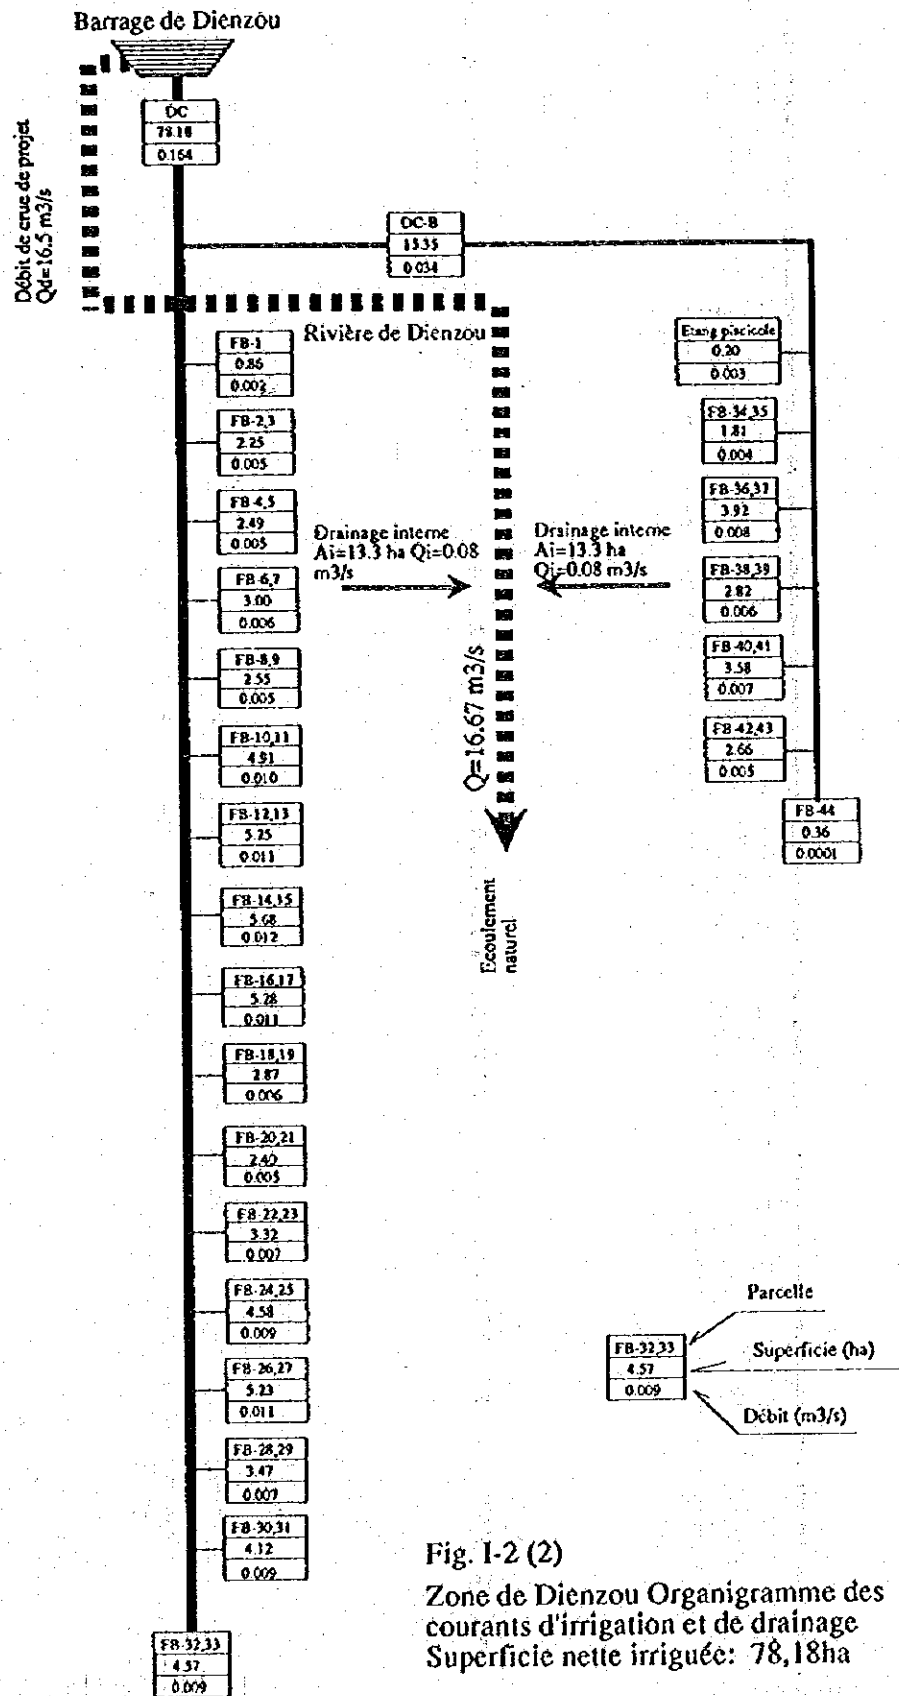 Barrage de Dienzou
DC
78.18
0.164
Débit de crue de projet
Qd=16.5 m3/s
DC-B
15.35
0.034
Rivière de Dienzou
FB-1
0.86
0.002
FB-2,3
2.25
0.005
FB-4,5
2.49
0.005
FB-6,7
3.00
0.006
FB-8,9
2.55
0.005
FB-10,11
4.91
0.010
FB-12,13
5.25
0.011
FB-14,15
5.68
0.012
FB-16,17
5.28
0.011
FB-18,19
2.87
0.006
FB-20,21
2.40
0.005
FB-22,23
3.32
0.007
FB-24,25
4.58
0.009
FB-26,27
5.23
0.011
FB-28,29
3.47
0.007
FB-30,31
4.12
0.009
FB-32,33
4.57
0.009
Drainage interne
Ai=13.3 ha Qi=0.08
m3/s
Drainage interne
Ai=13.3 ha
Qi=0.08 m3/s
Q=16.67 m3/s
Ecoulement
naturel
Etang piscicole
0.20
0.003
FB-34,35
1.81
0.004
FB-36,37
3.92
0.008
FB-38,39
2.82
0.006
FB-40,41
3.58
0.007
FB-42,43
2.66
0.005
FB-44
0.36
0.0001
Parcelle
FB-32,33
4.57
0.009
Superficie (ha)
Débit (m3/s)
Fig. I-2 (2)
Zone de Dienzou Organigramme des
courants d'irrigation et de drainage
Superficie nette irriguée: 78,18ha